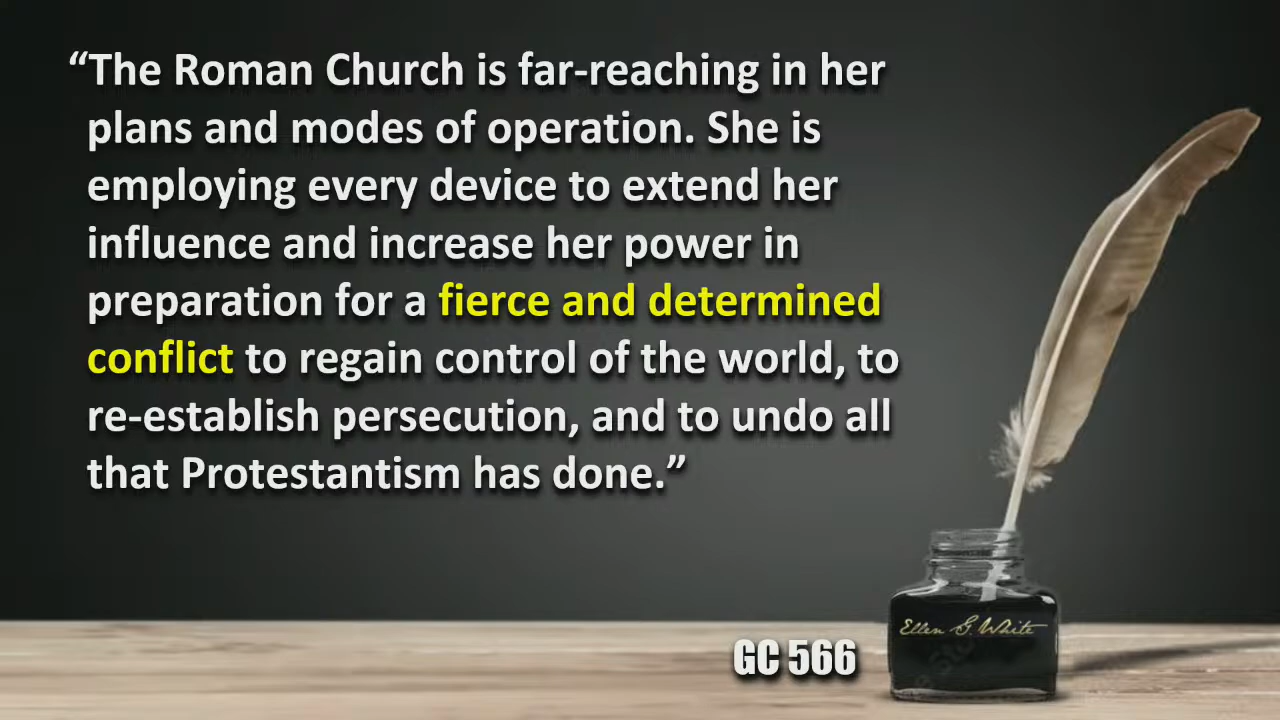 “The Roman Church is far-reaching in her
plans and modes of operation. She is
employing every device to extend her
influence and increase her power in
preparation for a fierce and determined
conflict to regain control of the world, to
re-establish persecution, and to undo all
that Protestantism has done.”
Ellen G. White
GC 566